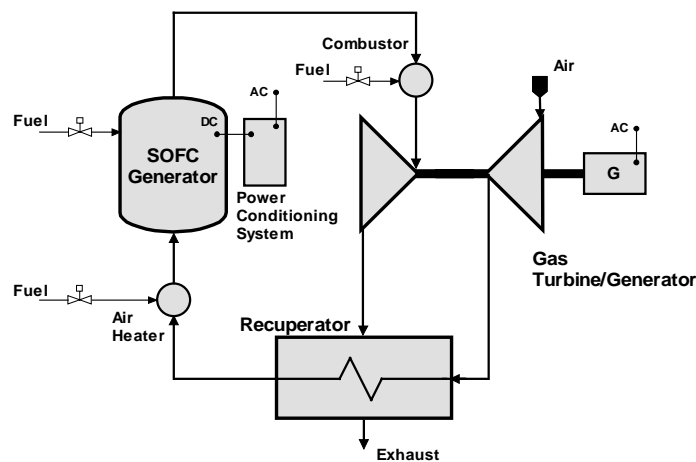 Combustor
Fuel
Air
AC
Fuel
DC
AC
SOFC
Generator
G
Power
Conditioning
System
Gas
Turbine/Generator
Fuel
Air
Heater
Recuperator
Exhaust